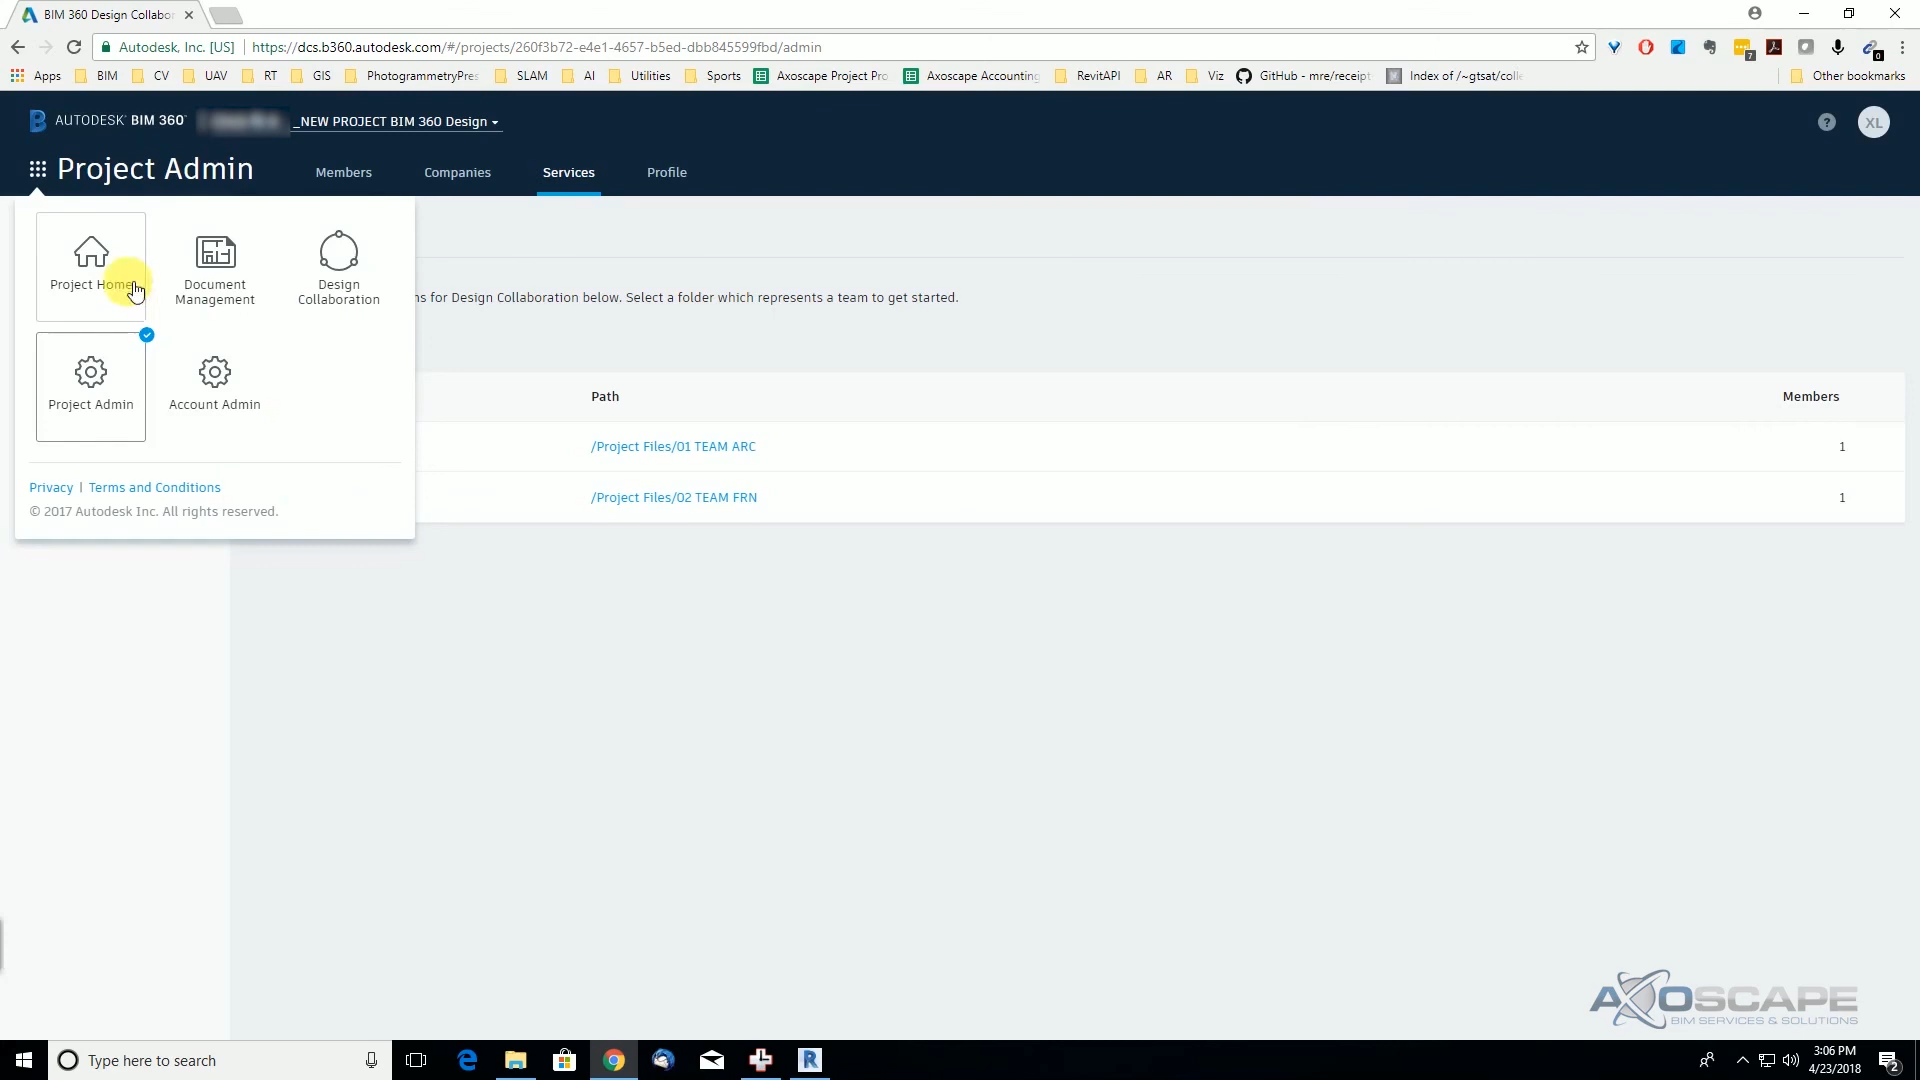 BIM 360 Design Collabo
Autodesk, Inc. [US] https://dcs.b360.autodesk.com/#/projects/260f3b72-e4e1-4657-b5ed-dbb845599fbd/admin
Apps BIM CV UAV RT GIS PhotogrammetryPres SLAM AI Utilities Sports Axoscape Project Pro Axoscape Accounting RevitAPI AR Viz GitHub - mre/receipt Index of /~gtsat/colle Other bookmarks
AUTODESK® BIM 360™ _NEW PROJECT BIM 360 Design
? XL
Project Admin Members Companies Services Profile
Project Home
Document
Management
Design
Collaboration
ns for Design Collaboration below. Select a folder which represents a team to get started.
Project Admin
Account Admin
Path Members
/Project Files/01 TEAM ARC 1
/Project Files/02 TEAM FRN 1
Privacy | Terms and Conditions
© 2017 Autodesk Inc. All rights reserved.
AXOSCAPE
BIM SERVICES & SOLUTIONS
Type here to search
3:06 PM
4/23/2018
2